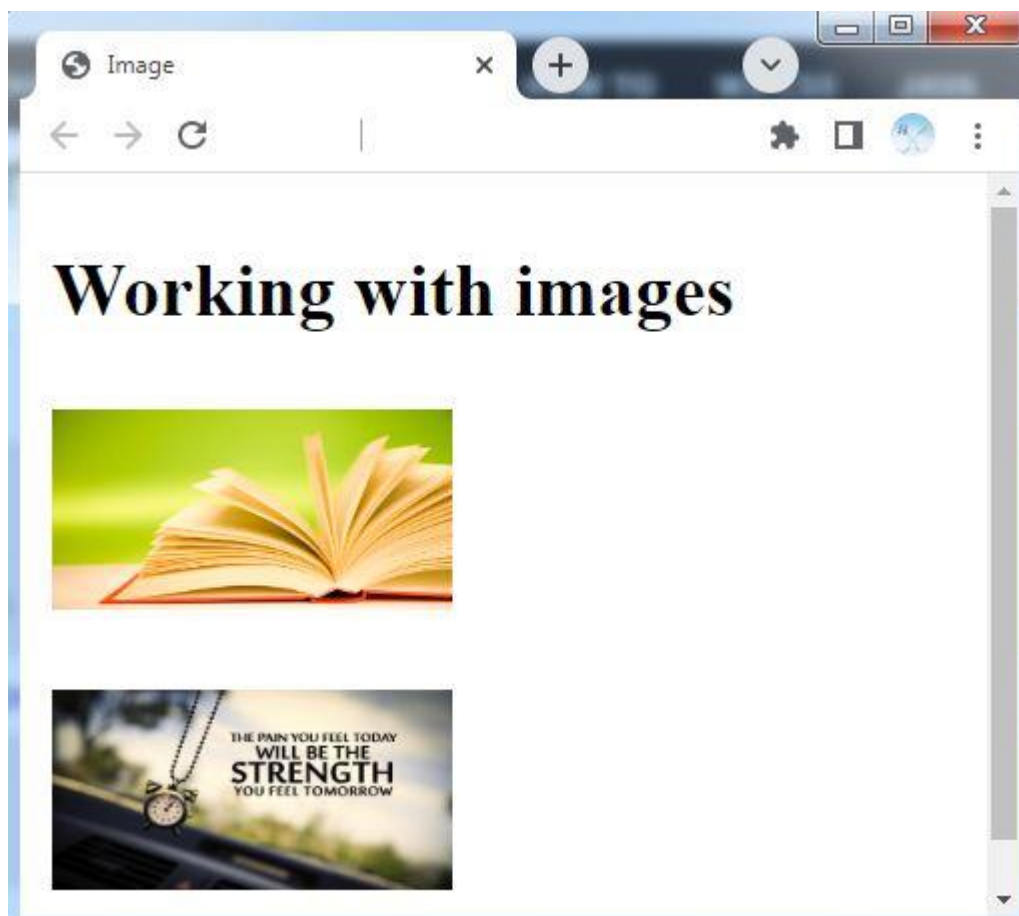 Image
Working with images
THE PAIN YOU FEEL TODAY
WILL BE THE
STRENGTH
YOU FEEL TOMORROW